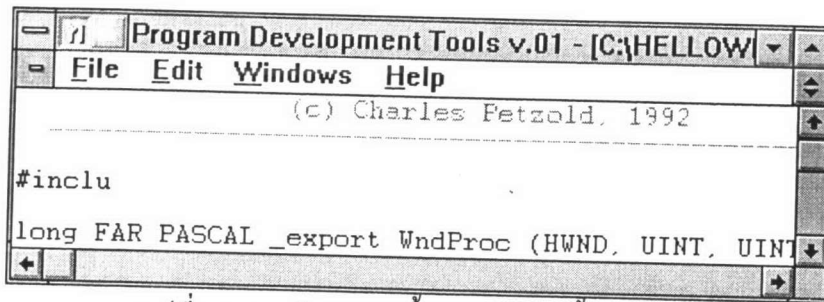 Program Development Tools v.01 - [C:\HELLOW
File Edit Windows Help
(c) Charles Petzold, 1992
#inclu
long FAR PASCAL _export WndProc (HWND, UINT, UINT